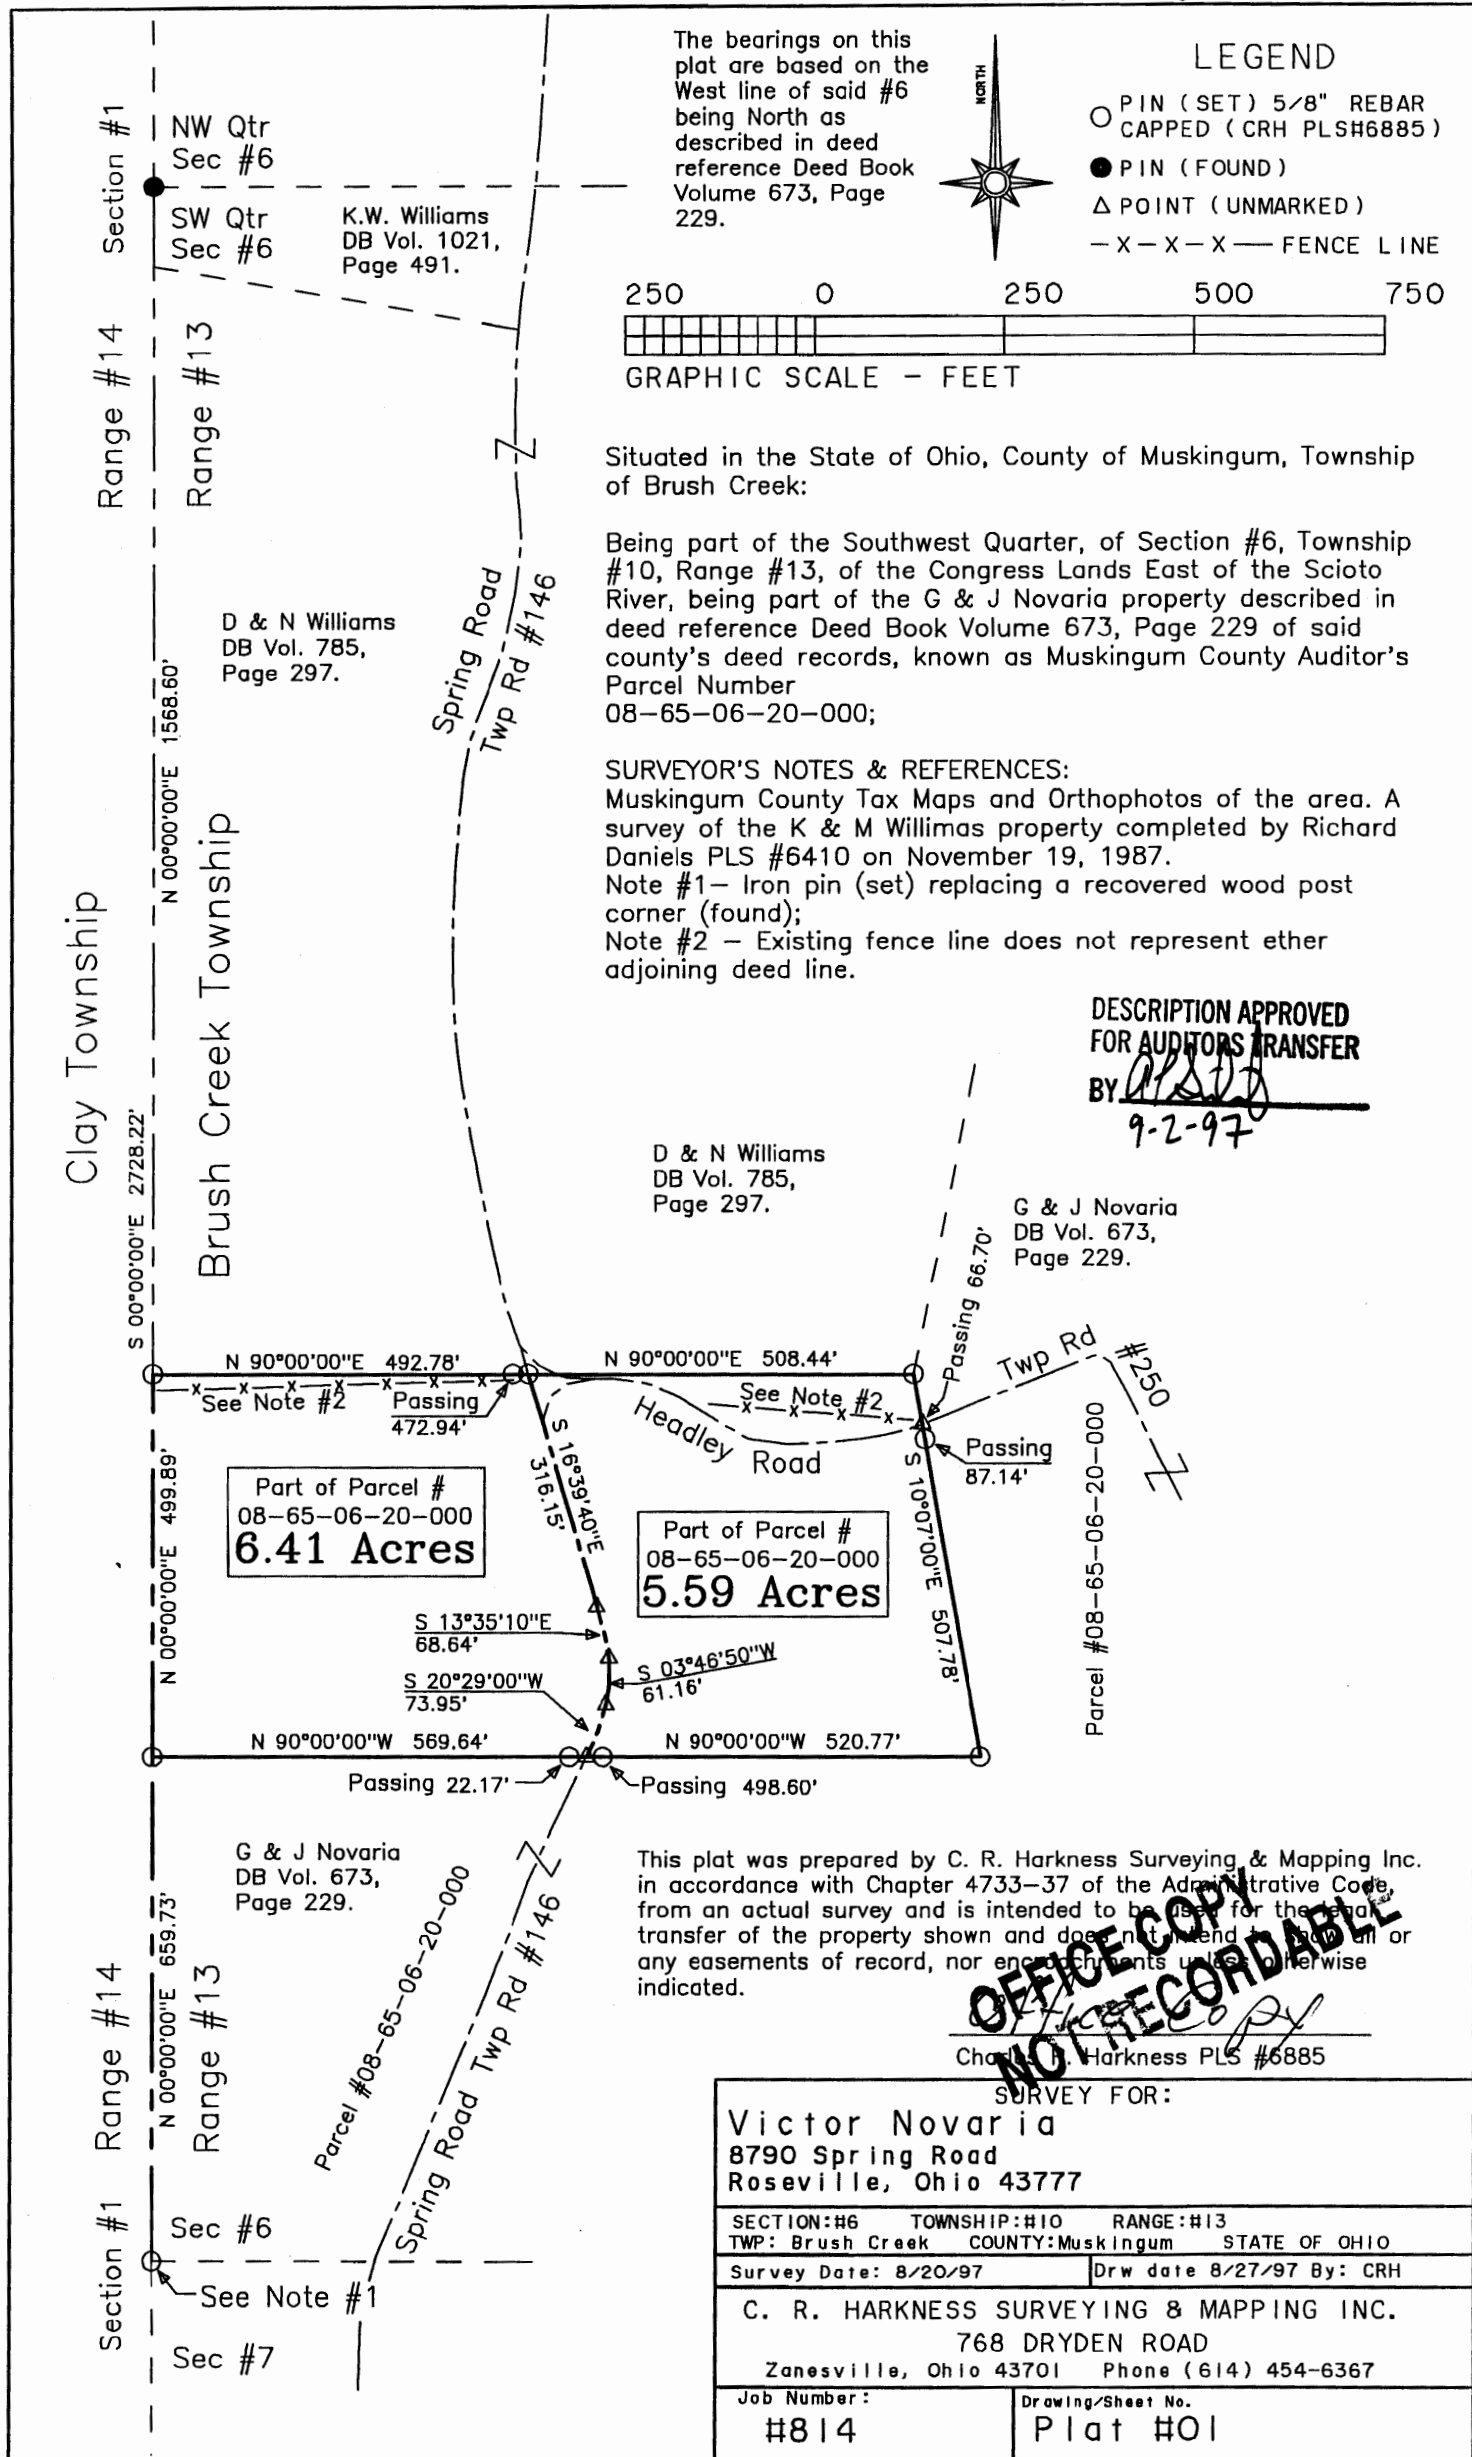 The bearings on this
plat are based on the
West line of said #6
being North as
described in deed
reference Deed Book
Volume 673, Page
229.
NORTH
LEGEND
PIN (SET) 5/8" REBAR
CAPPED (CRH PLS#6885)
PIN (FOUND)
POINT (UNMARKED)
—X—X—X— FENCE LINE
250 0 250 500 750
GRAPHIC SCALE - FEET
Section #1
NW Qtr
Sec #6
SW Qtr
Sec #6
K.W. Williams
DB Vol. 1021,
Page 491.
Range #14
Range #13
Situated in the State of Ohio, County of Muskingum, Township
of Brush Creek:
Being part of the Southwest Quarter, of Section #6, Township
#10, Range #13, of the Congress Lands East of the Scioto
River, being part of the G & J Novaria property described in
deed reference Deed Book Volume 673, Page 229 of said
county's deed records, known as Muskingum County Auditor's
Parcel Number
08-65-06-20-000;
SURVEYOR'S NOTES & REFERENCES:
Muskingum County Tax Maps and Orthophotos of the area. A
survey of the K & M Willimas property completed by Richard
Daniels PLS #6410 on November 19, 1987.
Note #1- Iron pin (set) replacing a recovered wood post
corner (found);
Note #2 - Existing fence line does not represent ether
adjoining deed line.
D & N Williams
DB Vol. 785,
Page 297.
Spring Road
Twp Rd #146
N 00°00'00"E 1568.60'
Clay Township
Brush Creek Township
S 00°00'00"E 2728.22'
DESCRIPTION APPROVED
FOR AUDITORS TRANSFER
BY
9-2-97
D & N Williams
DB Vol. 785,
Page 297.
G & J Novaria
DB Vol. 673,
Page 229.
Passing 66.70'
N 90°00'00"E 492.78'
N 90°00'00"E 508.44'
See Note #2
Passing
472.94'
See Note #2
Headley
Road
Twp Rd
#250
Passing
87.14'
N 00°00'00"E 499.89'
Part of Parcel #
08-65-06-20-000
6.41 Acres
S 16°39'40"E
316.15'
Part of Parcel #
08-65-06-20-000
5.59 Acres
S 10°07'00"E 507.78'
Parcel #08-65-06-20-000
S 13°35'10"E
68.64'
S 20°29'00"W
73.95'
S 03°46'50"W
61.16'
N 90°00'00"W 569.64'
N 90°00'00"W 520.77'
Passing 22.17'
Passing 498.60'
G & J Novaria
DB Vol. 673,
Page 229.
Parcel #08-65-06-20-000
Spring Road Twp Rd #146
N 00°00'00"E 659.73'
Range #14
Range #13
Section #1
Sec #6
See Note #1
Sec #7
This plat was prepared by C. R. Harkness Surveying & Mapping Inc.
in accordance with Chapter 4733-37 of the Administrative Code,
from an actual survey and is intended to be used for the legal
transfer of the property shown and does not intend to show all or
any easements of record, nor encroachments unless otherwise
indicated.
OFFICE COPY
NOT RECORDABLE
Office Copy
Charles R. Harkness PLS #6885
SURVEY FOR:
Victor Novaria
8790 Spring Road
Roseville, Ohio 43777
SECTION:#6 TOWNSHIP:#10 RANGE:#13
TWP: Brush Creek COUNTY:Muskingum STATE OF OHIO
Survey Date: 8/20/97 Drw date 8/27/97 By: CRH
C. R. HARKNESS SURVEYING & MAPPING INC.
768 DRYDEN ROAD
Zanesville, Ohio 43701 Phone (614) 454-6367
Job Number: Drawing/Sheet No.
#814 Plat #01